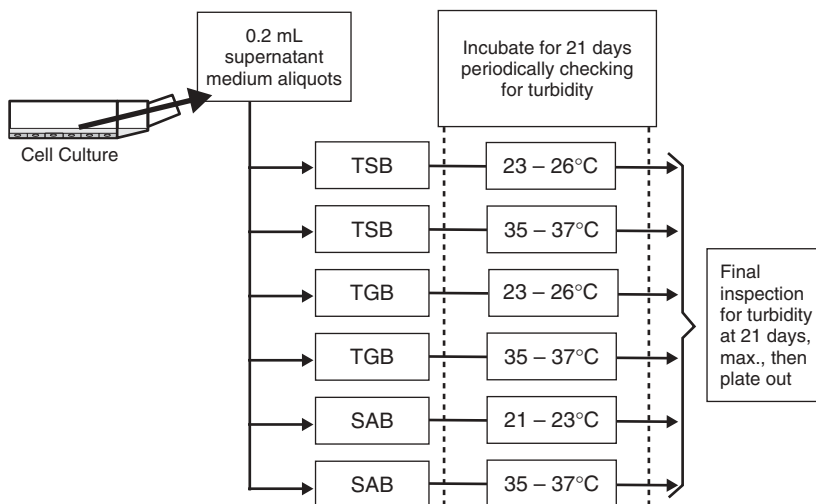 0.2 mL
supernatant
medium aliquots
Incubate for 21 days
periodically checking
for turbidity
Cell Culture
TSB
23 – 26°C
TSB
35 – 37°C
TGB
23 – 26°C
TGB
35 – 37°C
SAB
21 – 23°C
SAB
35 – 37°C
Final
inspection
for turbidity
at 21 days,
max., then
plate out